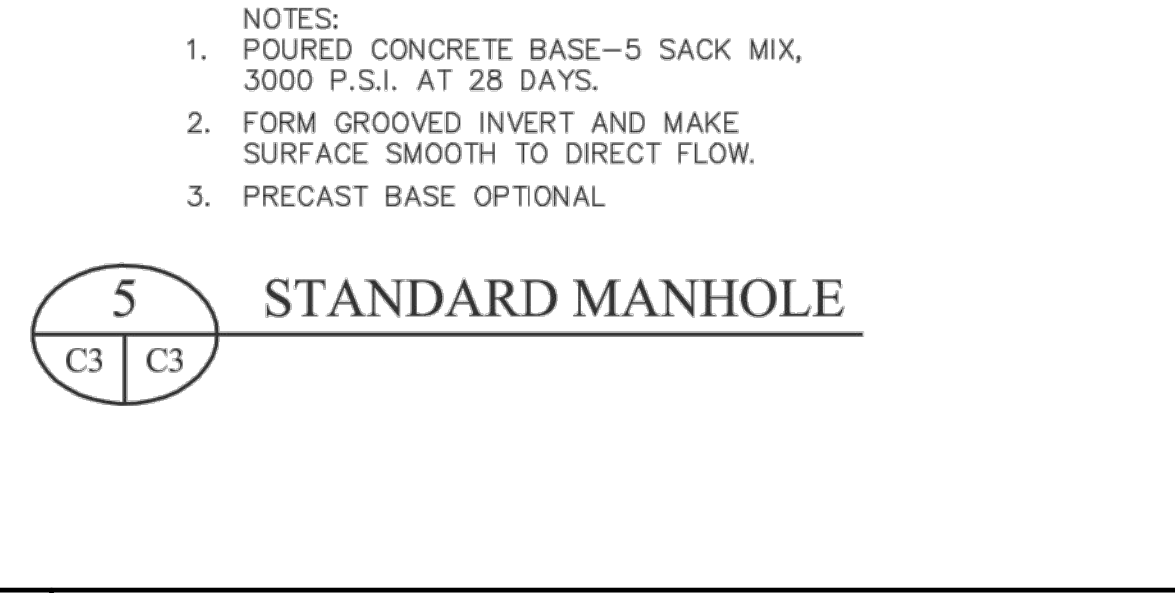 NOTES:
1. POURED CONCRETE BASE–5 SACK MIX,
3000 P.S.I. AT 28 DAYS.
2. FORM GROOVED INVERT AND MAKE
SURFACE SMOOTH TO DIRECT FLOW.
3. PRECAST BASE OPTIONAL
5 STANDARD MANHOLE
C3 C3